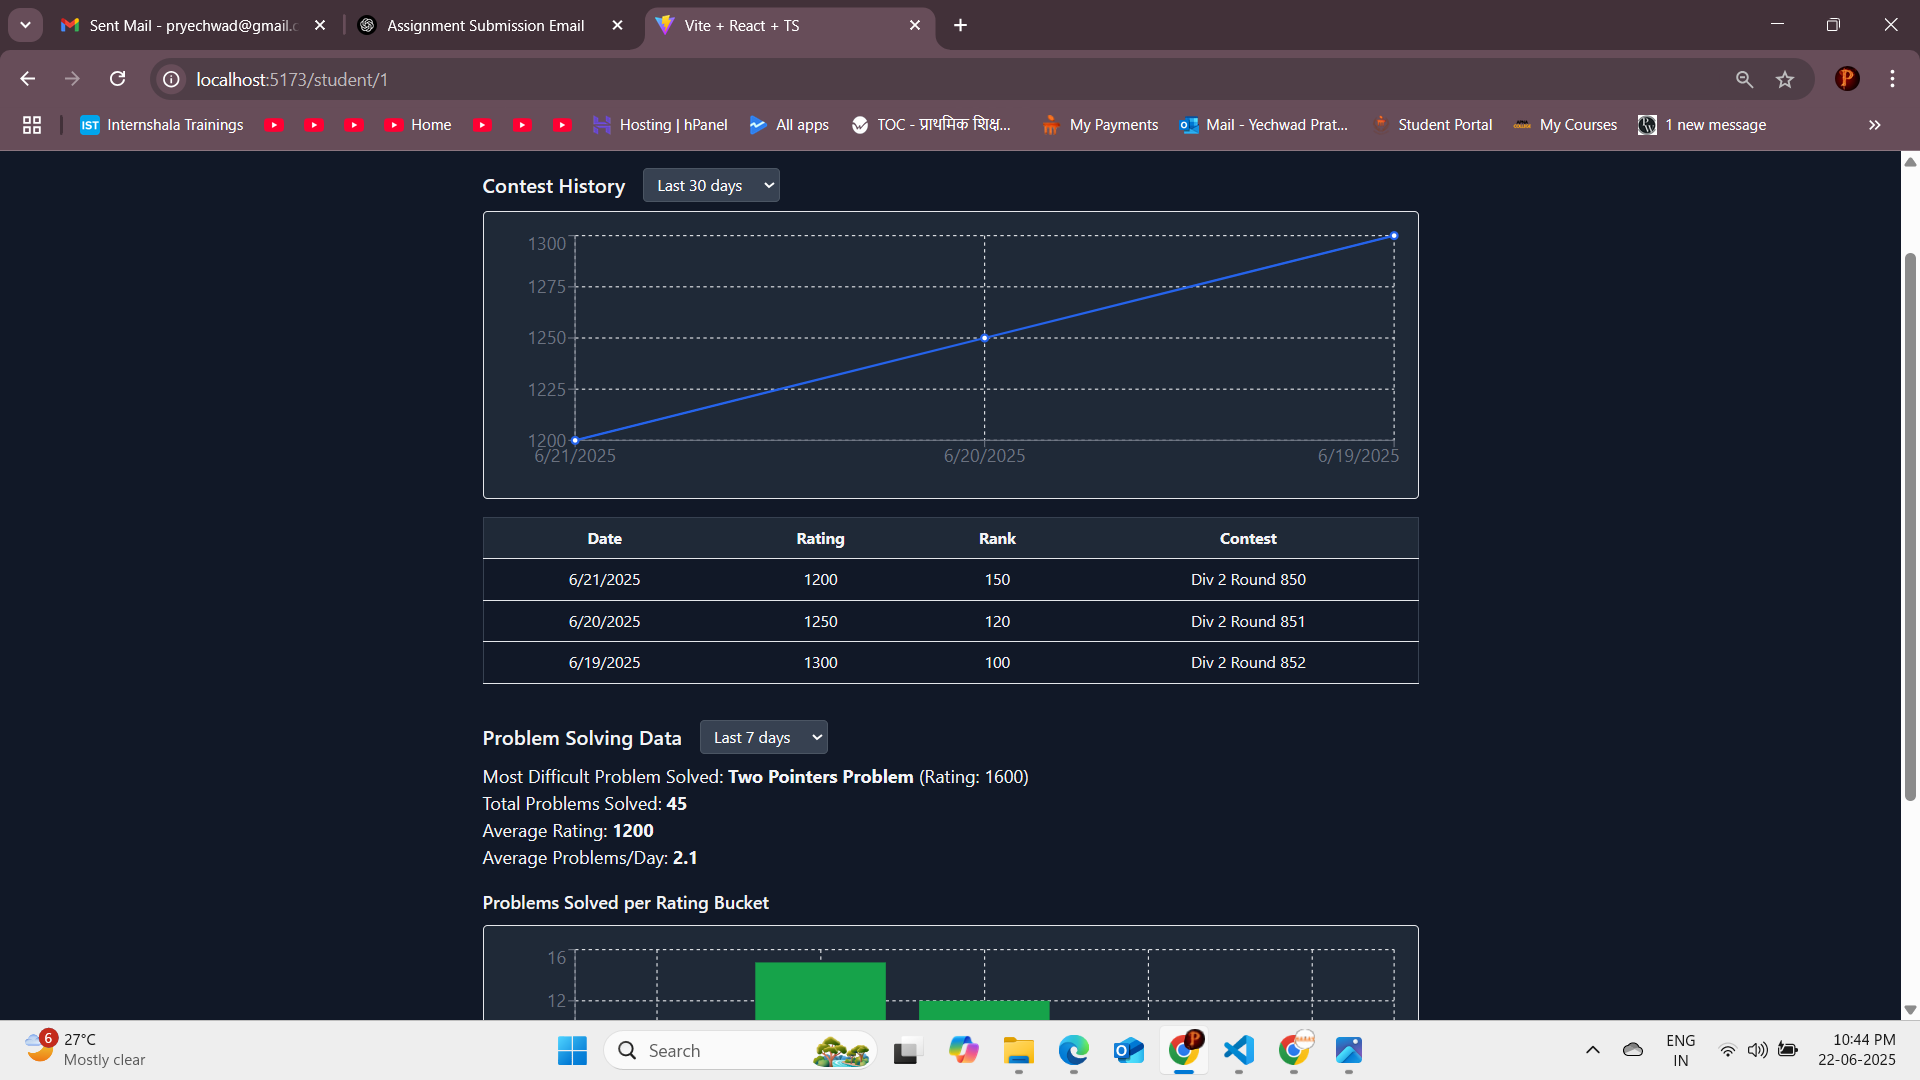 Sent Mail - pryechwad@gmail.c
Assignment Submission Email
Vite + React + TS
localhost:5173/student/1
P
IST Internshala Trainings
Home
Hosting | hPanel
All apps
TOC - प्राथमिक शिक्ष...
My Payments
Mail - Yechwad Prat...
Student Portal
My Courses
1 new message
Contest History
Last 30 days
1300
1275
1250
1225
1200
6/21/2025 6/20/2025 6/19/2025
Date Rating Rank Contest
6/21/2025 1200 150 Div 2 Round 850
6/20/2025 1250 120 Div 2 Round 851
6/19/2025 1300 100 Div 2 Round 852
Problem Solving Data
Last 7 days
Most Difficult Problem Solved: Two Pointers Problem (Rating: 1600)
Total Problems Solved: 45
Average Rating: 1200
Average Problems/Day: 2.1
Problems Solved per Rating Bucket
16
12
6
27°C
Mostly clear
Search
P
ENG
IN
10:44 PM
22-06-2025